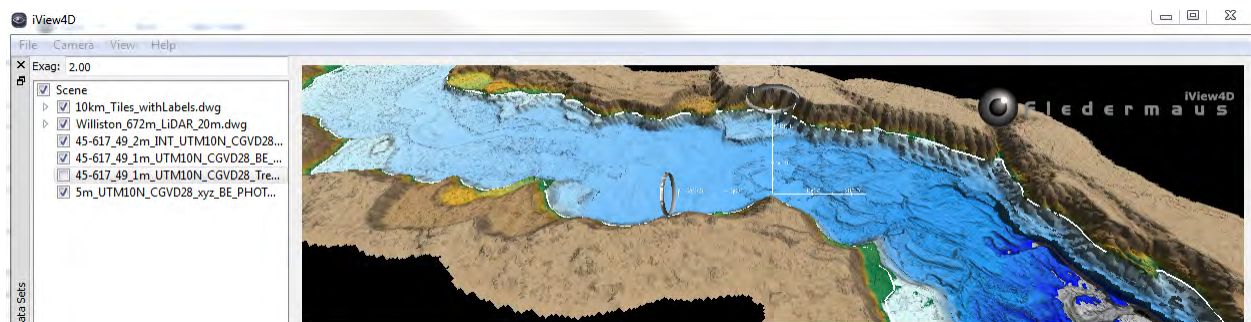 iView4D
File Camera View Help
Exag: 2.00
Scene
10km_Tiles_withLabels.dwg
Williston_672m_LiDAR_20m.dwg
45-617_49_2m_INT_UTM10N_CGVD28...
45-617_49_1m_UTM10N_CGVD28_BE_...
45-617_49_1m_UTM10N_CGVD28_Tre...
5m_UTM10N_CGVD28_xyz_BE_PHOT...
ata Sets
iView4D
Fledermaus